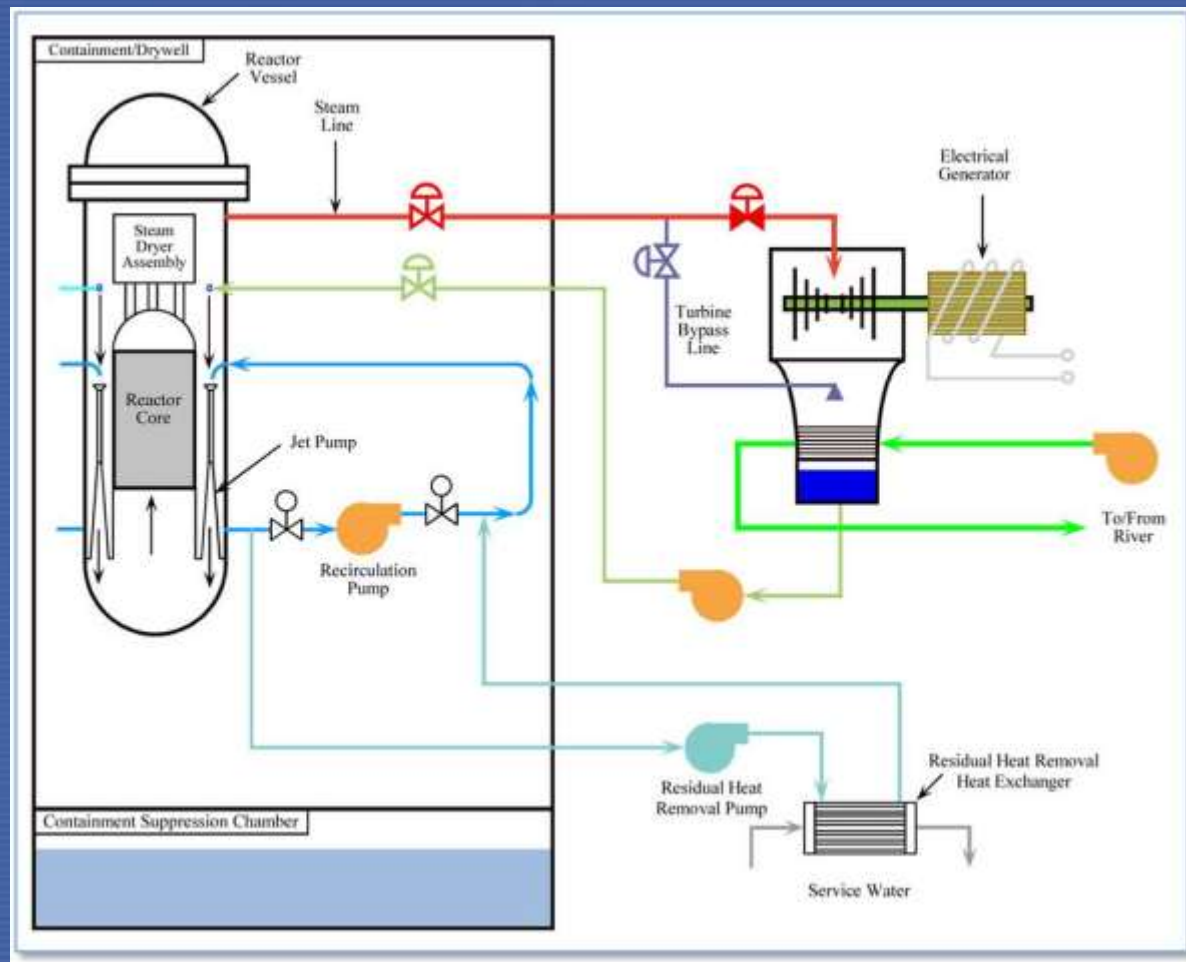 Containment/Drywell
Reactor
Vessel
Steam
Line
Electrical
Generator
Steam
Dryer
Assembly
Turbine
Bypass
Line
Reactor
Core
Jet Pump
To/From
River
Recirculation
Pump
Residual Heat Removal
Heat Exchanger
Residual Heat
Removal Pump
Containment Suppression Chamber
Service Water